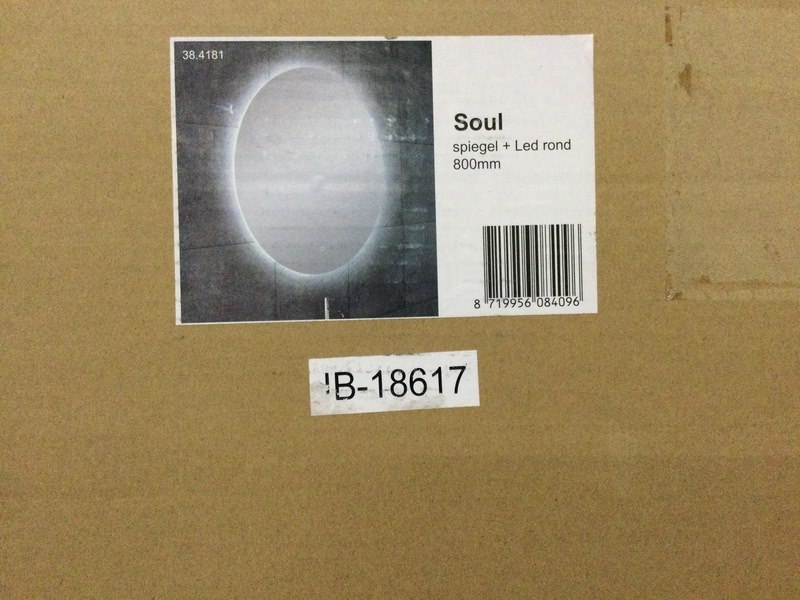 38.4181
Soul
spiegel + Led rond
800mm
8 719956 084096
IB-18617